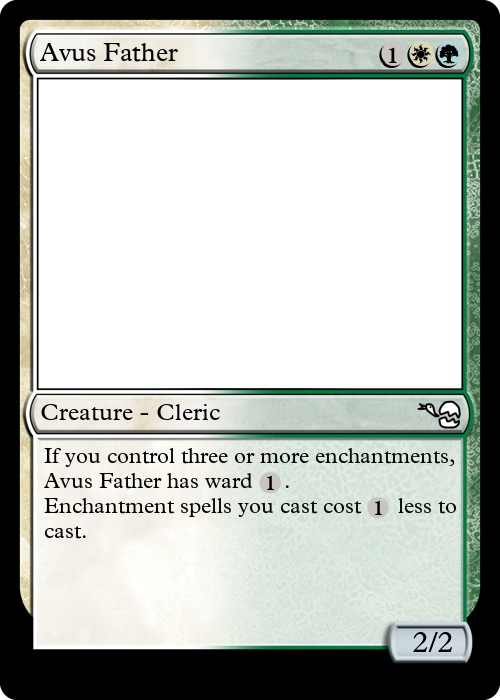 Avus Father 1
Creature - Cleric
If you control three or more enchantments,
Avus Father has ward 1 .
Enchantment spells you cast cost 1 less to
cast.
2/2